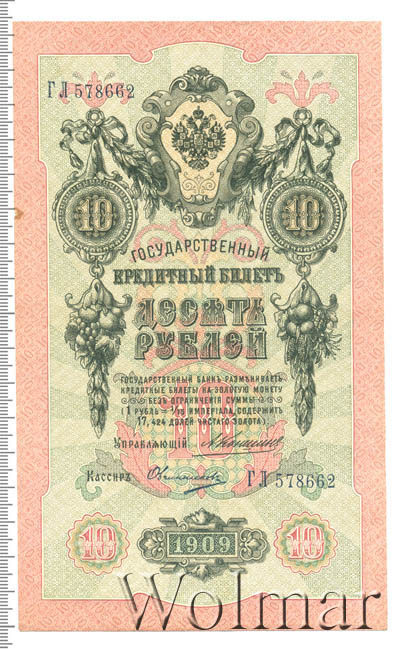 ГЛ 578662
10 10
ГОСУДАРСТВЕННЫЙ
КРЕДИТНЫЙ БИЛЕТЪ
ДЕСЯТЬ
РУБЛЕЙ
ГОСУДАРСТВЕННЫЙ БАНКЪ РАЗМѢНИВАЕТЪ
КРЕДИТНЫЕ БИЛЕТЫ НА ЗОЛОТУЮ МОНЕТУ
БЕЗЪ ОГРАНИЧЕНІЯ СУММЫ
(1 РУБЛЬ = 1/15 ИМПЕРІАЛА, СОДЕРЖИТЪ
17,424 ДОЛЕЙ ЧИСТАГО ЗОЛОТА)
УПРАВЛЯЮЩІЙ
КАССИРЪ ГЛ 578662
10 1909 10
Wolmar